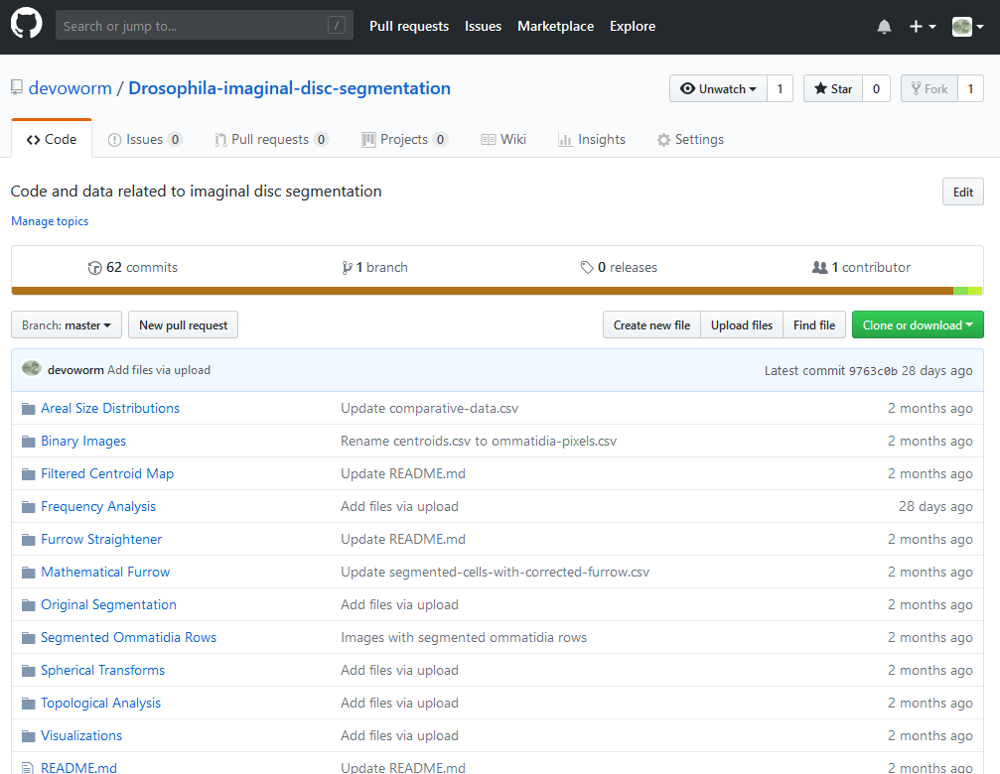 Search or jump to... / Pull requests Issues Marketplace Explore
devoworm / Drosophila-imaginal-disc-segmentation Unwatch 1 Star 0 Fork 1
Code Issues 0 Pull requests 0 Projects 0 Wiki Insights Settings
Code and data related to imaginal disc segmentation Edit
Manage topics
62 commits 1 branch 0 releases 1 contributor
Branch: master New pull request Create new file Upload files Find file Clone or download
devoworm Add files via upload Latest commit 9763c0b 28 days ago
Areal Size Distributions Update comparative-data.csv 2 months ago
Binary Images Rename centroids.csv to ommatidia-pixels.csv 2 months ago
Filtered Centroid Map Update README.md 2 months ago
Frequency Analysis Add files via upload 28 days ago
Furrow Straightener Update README.md 2 months ago
Mathematical Furrow Update segmented-cells-with-corrected-furrow.csv 2 months ago
Original Segmentation Add files via upload 2 months ago
Segmented Ommatidia Rows Images with segmented ommatidia rows 2 months ago
Spherical Transforms Add files via upload 2 months ago
Topological Analysis Add files via upload 2 months ago
Visualizations Add files via upload 2 months ago
README.md Update README.md 2 months ago